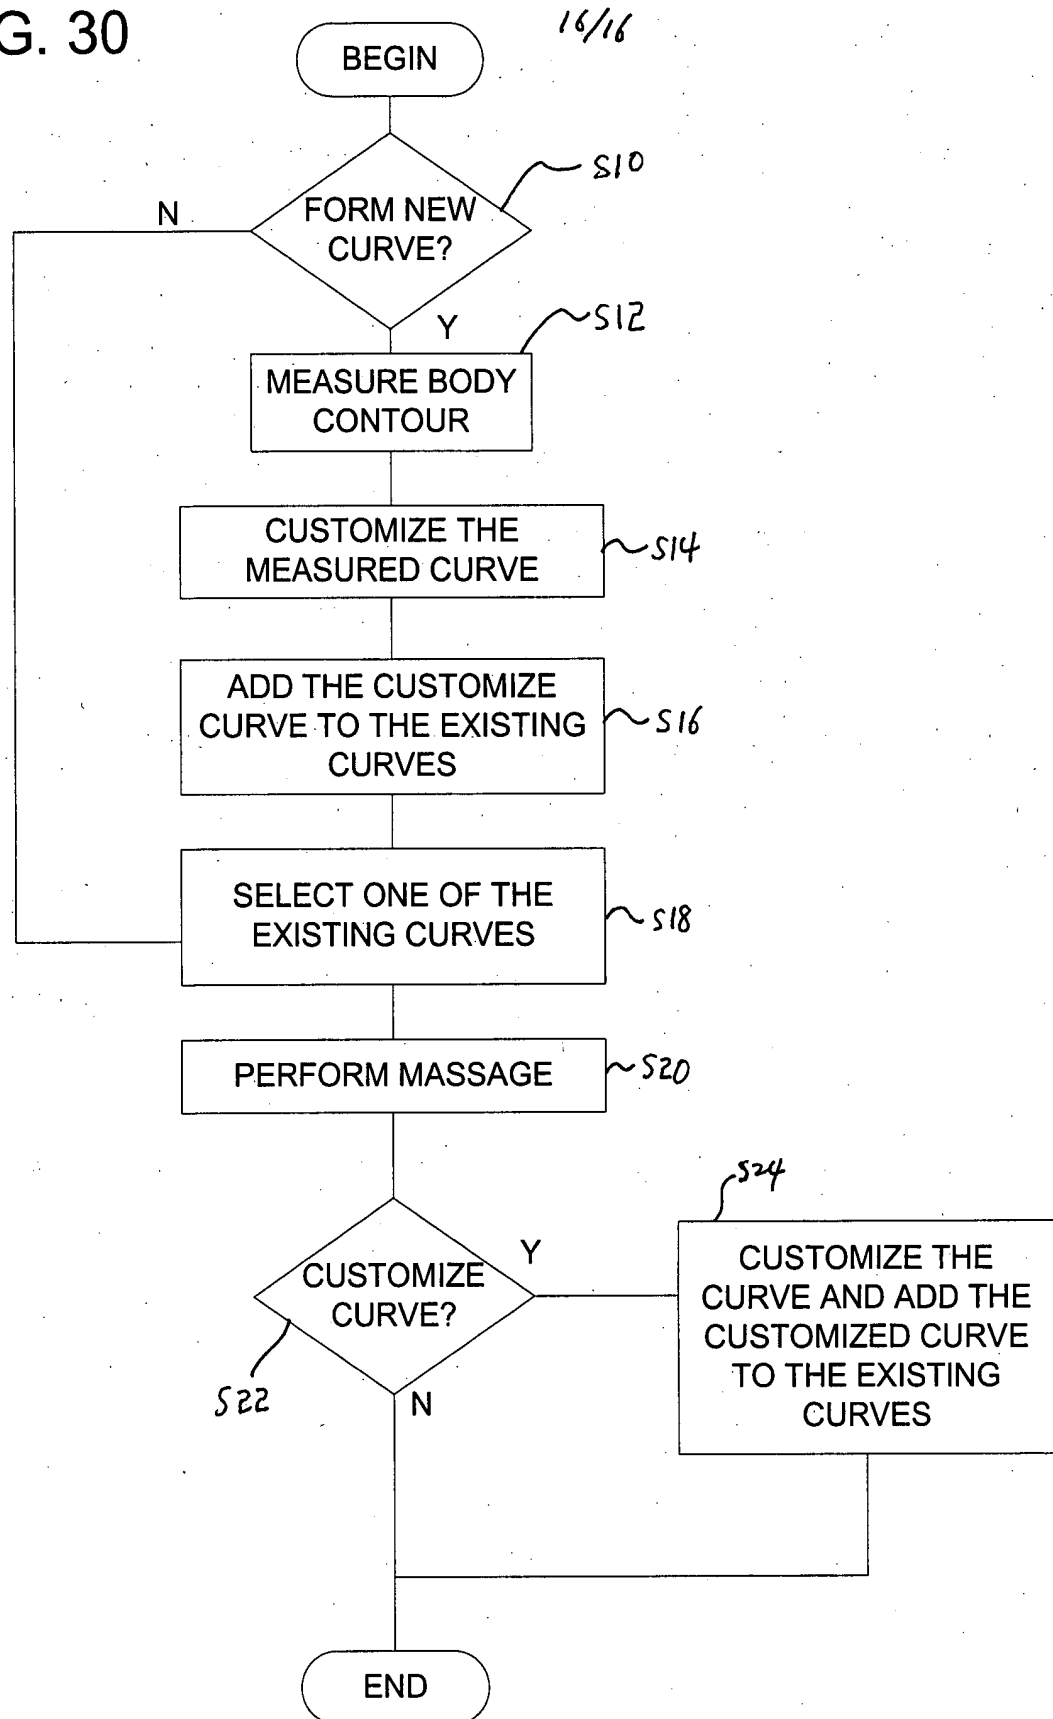 G. 30
16/16
BEGIN
S10
FORM NEW
CURVE?
N
Y
S12
MEASURE BODY
CONTOUR
CUSTOMIZE THE
MEASURED CURVE
S14
ADD THE CUSTOMIZE
CURVE TO THE EXISTING
CURVES
S16
SELECT ONE OF THE
EXISTING CURVES
S18
PERFORM MASSAGE
S20
CUSTOMIZE
CURVE?
S22
Y
N
S24
CUSTOMIZE THE
CURVE AND ADD THE
CUSTOMIZED CURVE
TO THE EXISTING
CURVES
END